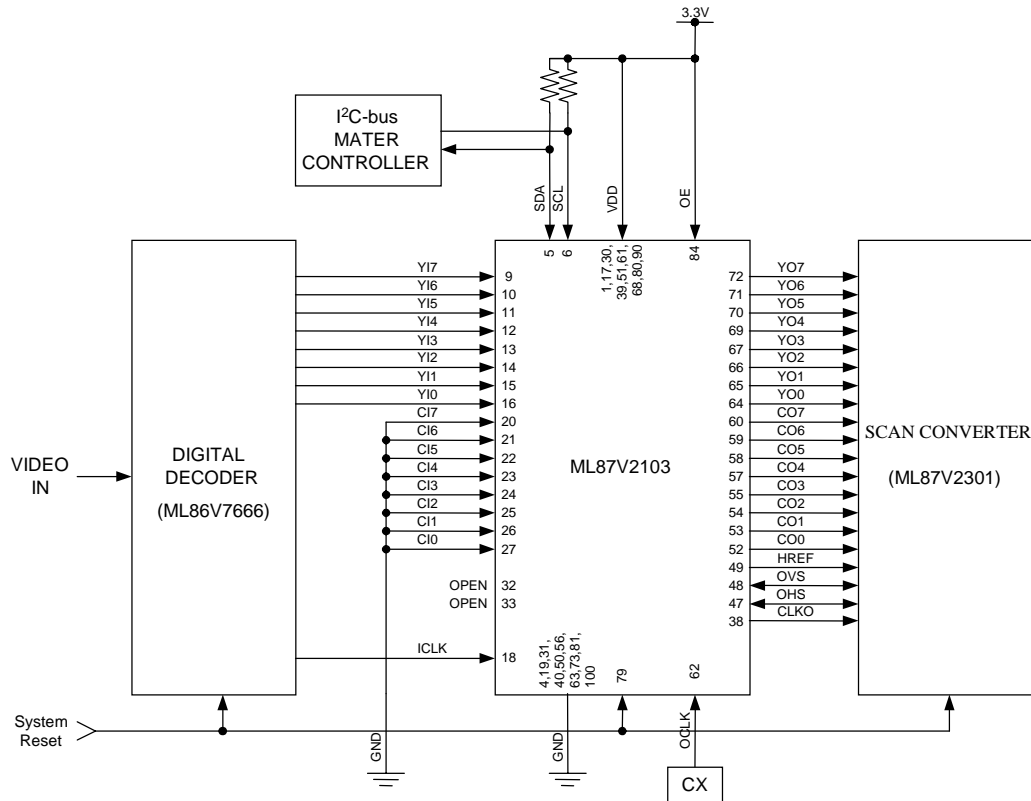 3.3V
I²C-bus
MATER
CONTROLLER
SDA
SCL
VDD
OE
5
6
1,17,30,
39,51,61,
68,80,90
84
DIGITAL
DECODER
(ML86V7666)
VIDEO
IN
YI7
YI6
YI5
YI4
YI3
YI2
YI1
YI0
CI7
CI6
CI5
CI4
CI3
CI2
CI1
CI0
OPEN
OPEN
ICLK
9
10
11
12
13
14
15
16
20
21
22
23
24
25
26
27
32
33
18
ML87V2103
72
71
70
69
67
66
65
64
60
59
58
57
55
54
53
52
49
48
47
38
YO7
YO6
YO5
YO4
YO3
YO2
YO1
YO0
CO7
CO6
CO5
CO4
CO3
CO2
CO1
CO0
HREF
OVS
OHS
CLKO
SCAN CONVERTER
(ML87V2301)
4,19,31,
40,50,56,
63,73,81,
100
79
62
System
Reset
GND
GND
OCLK
CX